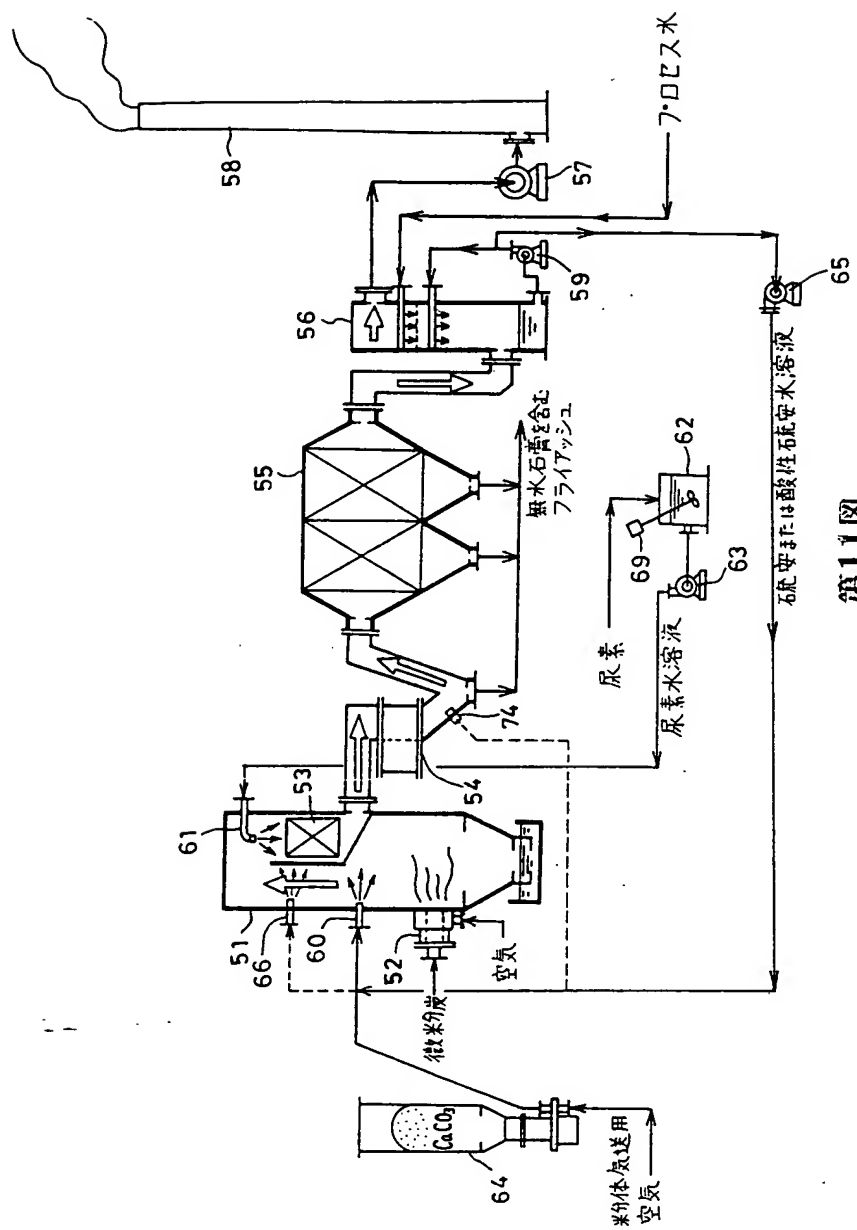 58
57
プロセス水
56
59
65
55
無水石膏を含む
フライアッシュ
硫安または酸性硫安水溶液
62
69
63
尿素
尿素水溶液
74
54
53
61
51
66
60
52
空気
微粉炭
CaCO₃
64
粉体気送用
空気
第11図